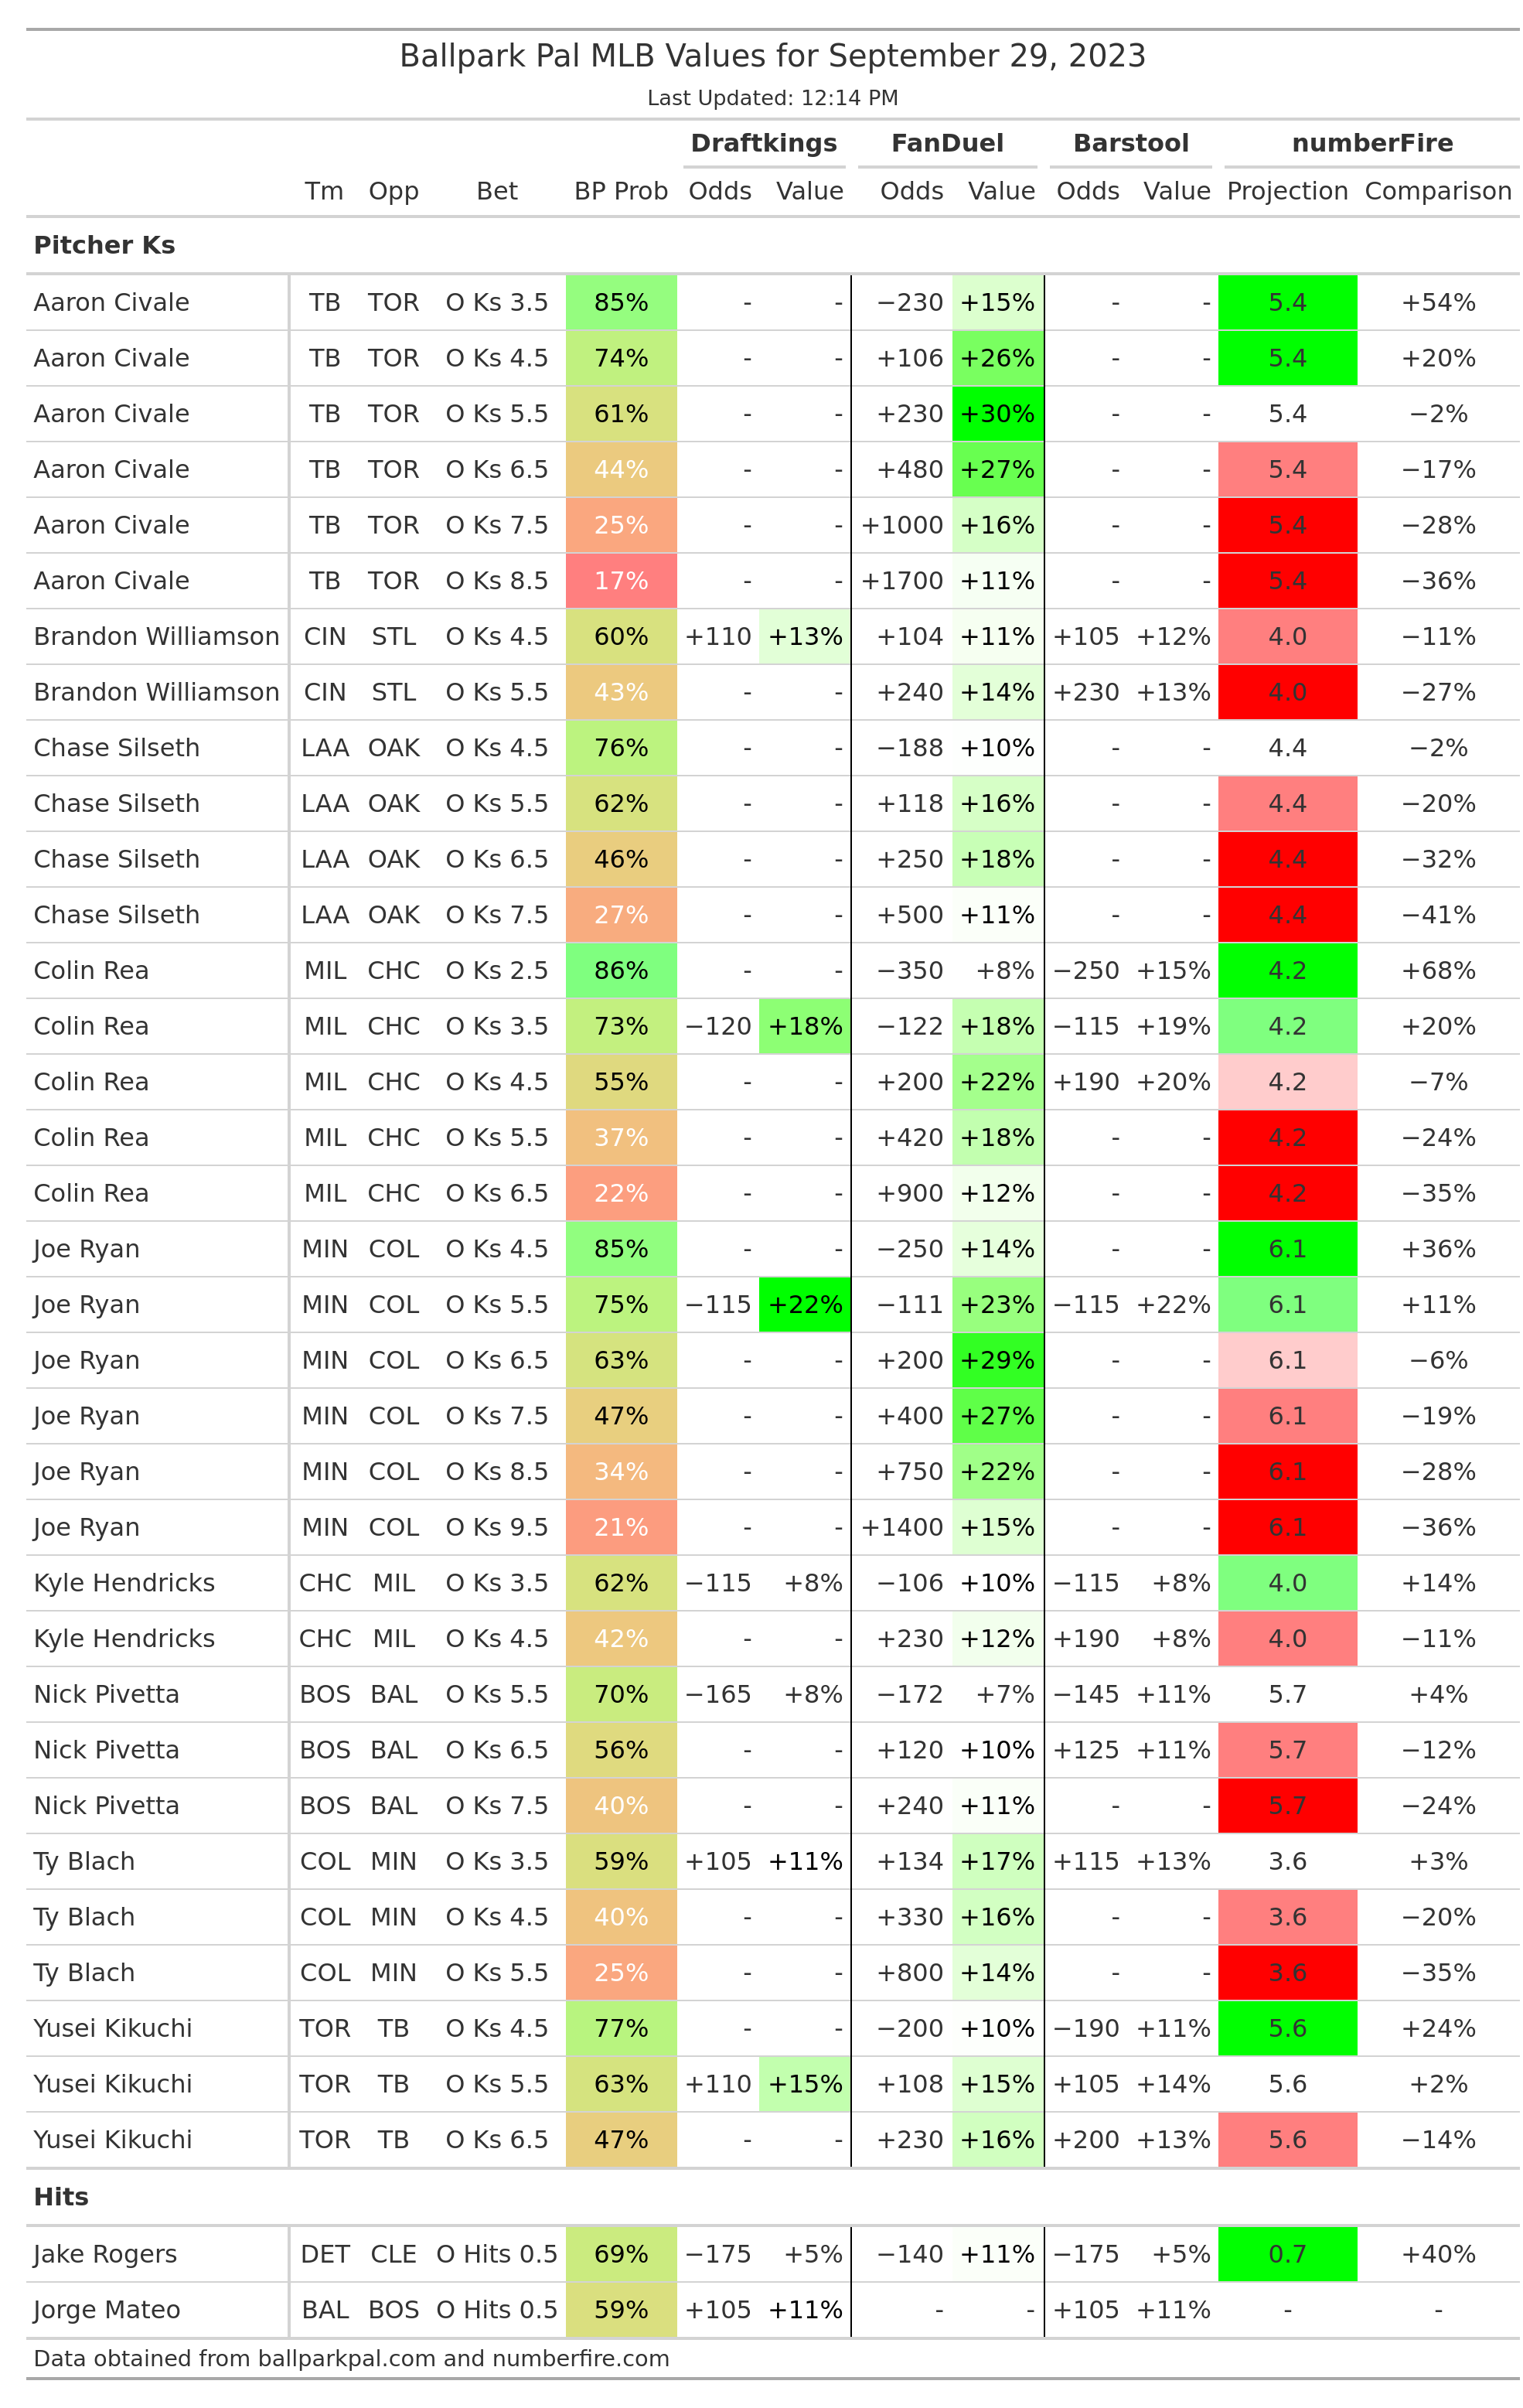 Ballpark Pal MLB Values for September 29, 2023
Last Updated: 12:14 PM
Draftkings FanDuel Barstool numberFire
Tm Opp Bet BP Prob Odds Value Odds Value Odds Value Projection Comparison
Pitcher Ks
Aaron Civale TB TOR O Ks 3.5 85% - - −230 +15% - - 5.4 +54%
Aaron Civale TB TOR O Ks 4.5 74% - - +106 +26% - - 5.4 +20%
Aaron Civale TB TOR O Ks 5.5 61% - - +230 +30% - - 5.4 −2%
Aaron Civale TB TOR O Ks 6.5 44% - - +480 +27% - - 5.4 −17%
Aaron Civale TB TOR O Ks 7.5 25% - - +1000 +16% - - 5.4 −28%
Aaron Civale TB TOR O Ks 8.5 17% - - +1700 +11% - - 5.4 −36%
Brandon Williamson CIN STL O Ks 4.5 60% +110 +13% +104 +11% +105 +12% 4.0 −11%
Brandon Williamson CIN STL O Ks 5.5 43% - - +240 +14% +230 +13% 4.0 −27%
Chase Silseth LAA OAK O Ks 4.5 76% - - −188 +10% - - 4.4 −2%
Chase Silseth LAA OAK O Ks 5.5 62% - - +118 +16% - - 4.4 −20%
Chase Silseth LAA OAK O Ks 6.5 46% - - +250 +18% - - 4.4 −32%
Chase Silseth LAA OAK O Ks 7.5 27% - - +500 +11% - - 4.4 −41%
Colin Rea MIL CHC O Ks 2.5 86% - - −350 +8% −250 +15% 4.2 +68%
Colin Rea MIL CHC O Ks 3.5 73% −120 +18% −122 +18% −115 +19% 4.2 +20%
Colin Rea MIL CHC O Ks 4.5 55% - - +200 +22% +190 +20% 4.2 −7%
Colin Rea MIL CHC O Ks 5.5 37% - - +420 +18% - - 4.2 −24%
Colin Rea MIL CHC O Ks 6.5 22% - - +900 +12% - - 4.2 −35%
Joe Ryan MIN COL O Ks 4.5 85% - - −250 +14% - - 6.1 +36%
Joe Ryan MIN COL O Ks 5.5 75% −115 +22% −111 +23% −115 +22% 6.1 +11%
Joe Ryan MIN COL O Ks 6.5 63% - - +200 +29% - - 6.1 −6%
Joe Ryan MIN COL O Ks 7.5 47% - - +400 +27% - - 6.1 −19%
Joe Ryan MIN COL O Ks 8.5 34% - - +750 +22% - - 6.1 −28%
Joe Ryan MIN COL O Ks 9.5 21% - - +1400 +15% - - 6.1 −36%
Kyle Hendricks CHC MIL O Ks 3.5 62% −115 +8% −106 +10% −115 +8% 4.0 +14%
Kyle Hendricks CHC MIL O Ks 4.5 42% - - +230 +12% +190 +8% 4.0 −11%
Nick Pivetta BOS BAL O Ks 5.5 70% −165 +8% −172 +7% −145 +11% 5.7 +4%
Nick Pivetta BOS BAL O Ks 6.5 56% - - +120 +10% +125 +11% 5.7 −12%
Nick Pivetta BOS BAL O Ks 7.5 40% - - +240 +11% - - 5.7 −24%
Ty Blach COL MIN O Ks 3.5 59% +105 +11% +134 +17% +115 +13% 3.6 +3%
Ty Blach COL MIN O Ks 4.5 40% - - +330 +16% - - 3.6 −20%
Ty Blach COL MIN O Ks 5.5 25% - - +800 +14% - - 3.6 −35%
Yusei Kikuchi TOR TB O Ks 4.5 77% - - −200 +10% −190 +11% 5.6 +24%
Yusei Kikuchi TOR TB O Ks 5.5 63% +110 +15% +108 +15% +105 +14% 5.6 +2%
Yusei Kikuchi TOR TB O Ks 6.5 47% - - +230 +16% +200 +13% 5.6 −14%
Hits
Jake Rogers DET CLE O Hits 0.5 69% −175 +5% −140 +11% −175 +5% 0.7 +40%
Jorge Mateo BAL BOS O Hits 0.5 59% +105 +11% - - +105 +11% - -
Data obtained from ballparkpal.com and numberfire.com